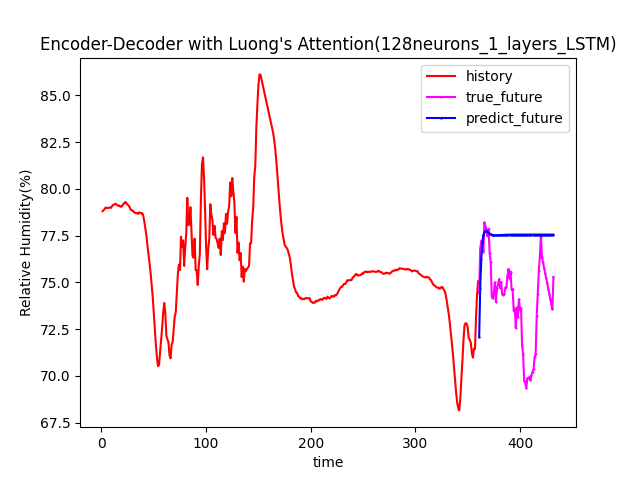 Encoder-Decoder with Luong's Attention(128neurons_1_layers_LSTM)
history
true_future
predict_future
Relative Humidity(%)
85.0
82.5
80.0
77.5
75.0
72.5
70.0
67.5
0 100 200 300 400
time